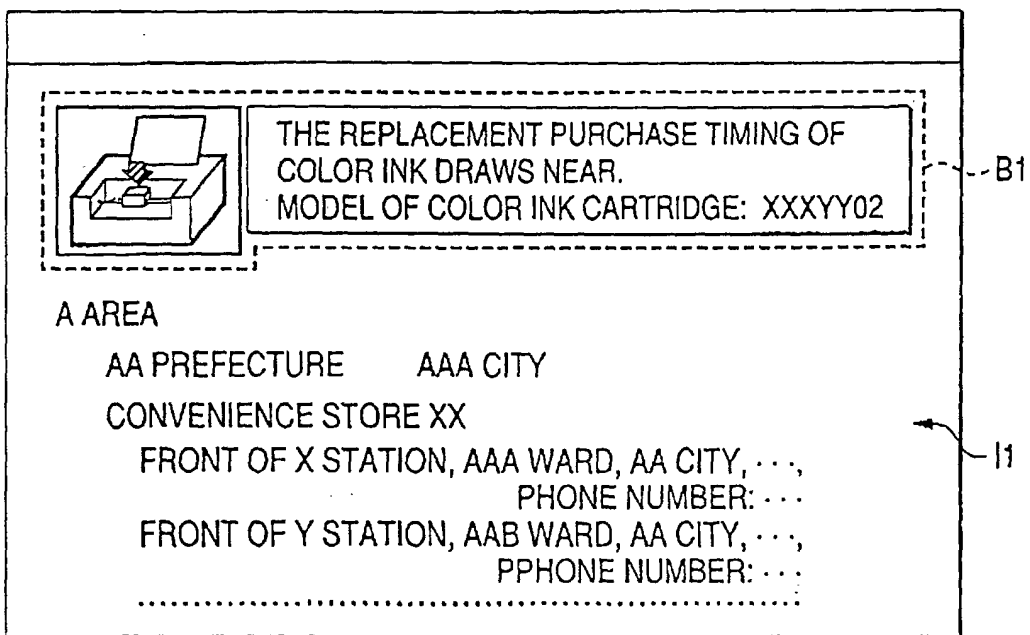 THE REPLACEMENT PURCHASE TIMING OF
COLOR INK DRAWS NEAR.
MODEL OF COLOR INK CARTRIDGE: XXXYY02
B1
A AREA
AA PREFECTURE AAA CITY
CONVENIENCE STORE XX
FRONT OF X STATION, AAA WARD, AA CITY, · · ·,
PHONE NUMBER: · · ·
I1
FRONT OF Y STATION, AAB WARD, AA CITY, · · ·,
PPHONE NUMBER: · · ·